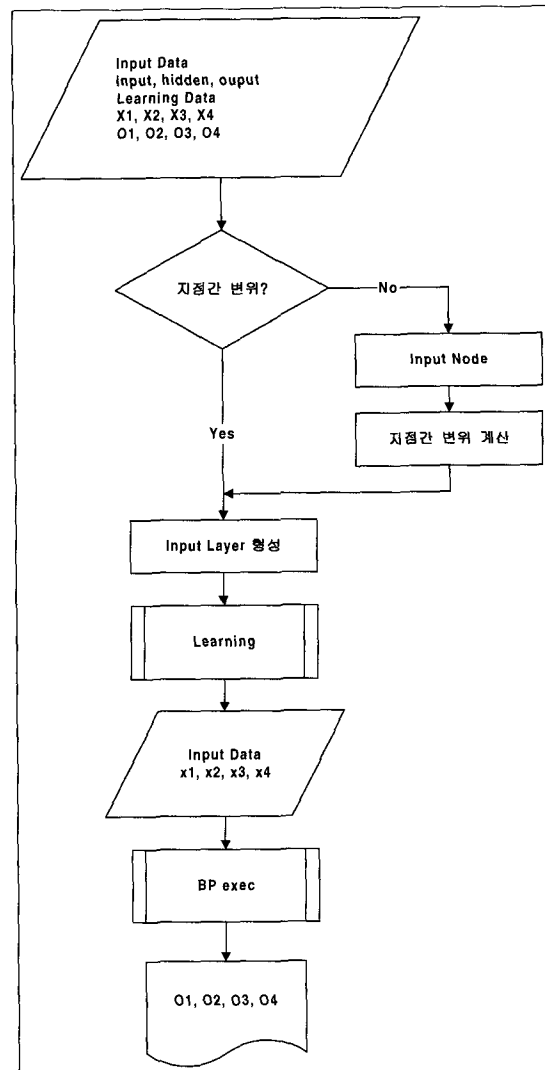 Input Data
Input, hidden, ouput
Learning Data
X1, X2, X3, X4
O1, O2, O3, O4
지점간 변위?
No
Input Node
지점간 변위 계산
Yes
Input Layer 형성
Learning
Input Data
x1, x2, x3, x4
BP exec
O1, O2, O3, O4